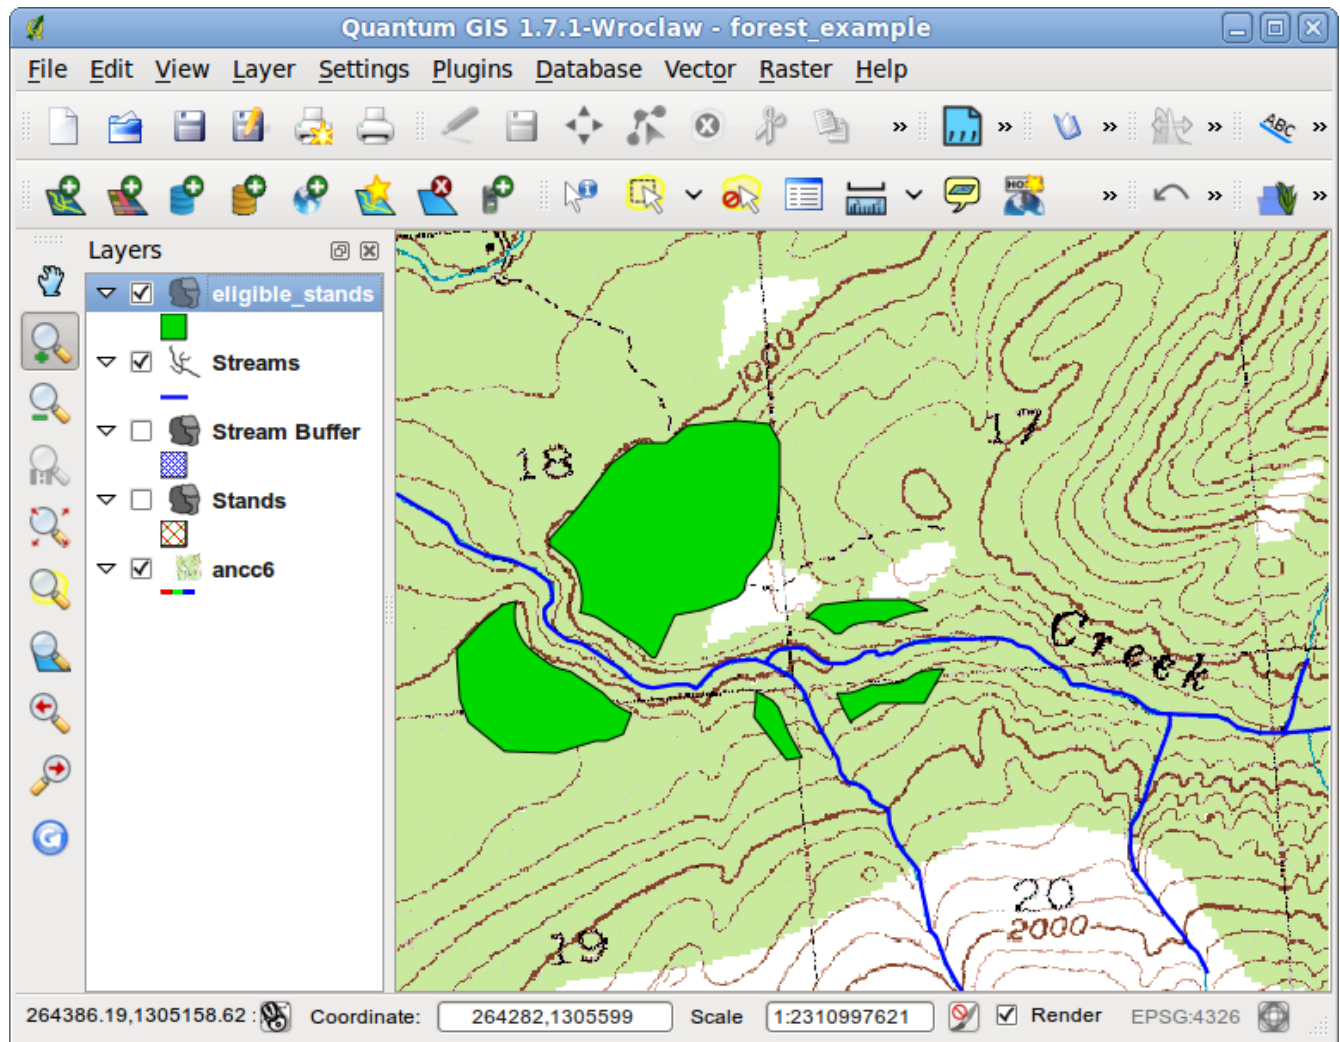 Quantum GIS 1.7.1-Wroclaw - forest_example
File Edit View Layer Settings Plugins Database Vector Raster Help
ABC
Layers
eligible_stands
Streams
Stream Buffer
Stands
ancc6
1000
17
18
Creek
20
2000
19
264386.19,1305158.62 : Coordinate: 264282,1305599 Scale 1:2310997621 Render EPSG:4326